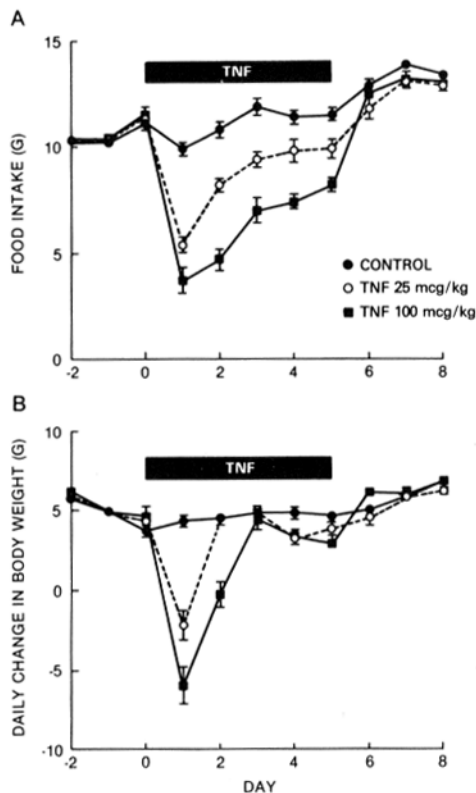 A
TNF
FOOD INTAKE (G)
15
10
5
0
CONTROL
TNF 25 mcg/kg
TNF 100 mcg/kg
-2 0 2 4 6 8
B
TNF
DAILY CHANGE IN BODY WEIGHT (G)
10
5
0
-5
-10
-2 0 2 4 6 8
DAY